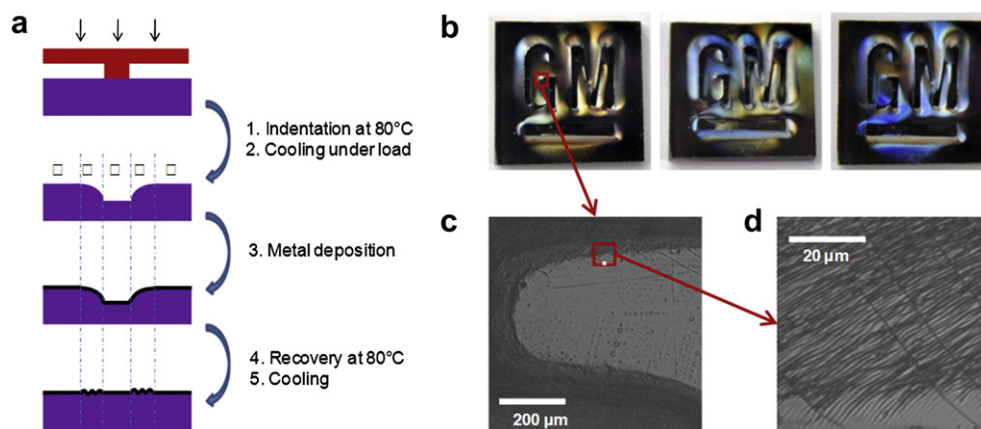 a
1. Indentation at 80°C
2. Cooling under load
3. Metal deposition
4. Recovery at 80°C
5. Cooling
b
GM
GM
GM
c
200 µm
d
20 µm